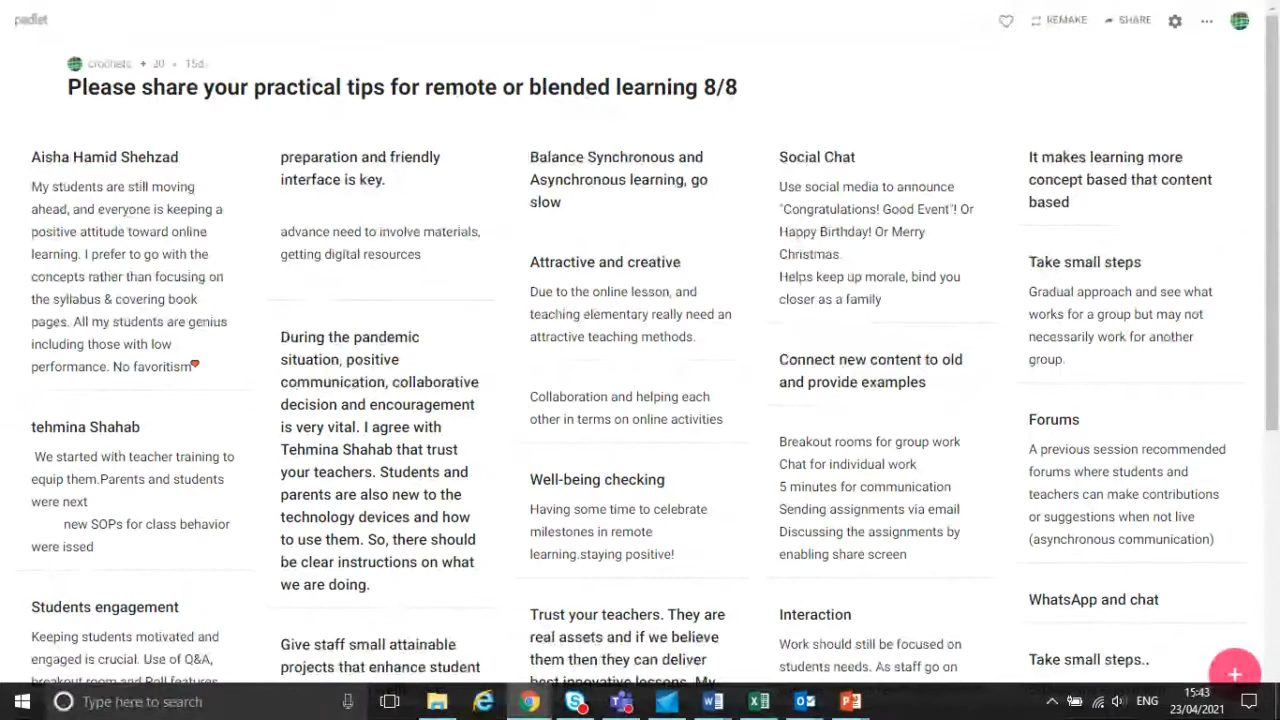 padlet
REMAKE
SHARE
+ 20 • 15d
Please share your practical tips for remote or blended learning 8/8
Aisha Hamid Shehzad
My students are still moving
ahead, and everyone is keeping a
positive attitude toward online
learning. I prefer to go with the
concepts rather than focusing on
the syllabus & covering book
pages. All my students are genius
including those with low
performance. No favoritism
tehmina Shahab
We started with teacher training to
equip them.Parents and students
were next
new SOPs for class behavior
were issed
Students engagement
Keeping students motivated and
engaged is crucial. Use of Q&A,
breakout room and Poll features
preparation and friendly
interface is key.
advance need to involve materials,
getting digital resources
During the pandemic
situation, positive
communication, collaborative
decision and encouragement
is very vital. I agree with
Tehmina Shahab that trust
your teachers. Students and
parents are also new to the
technology devices and how
to use them. So, there should
be clear instructions on what
we are doing.
Give staff small attainable
projects that enhance student
Balance Synchronous and
Asynchronous learning, go
slow
Attractive and creative
Due to the online lesson, and
teaching elementary really need an
attractive teaching methods.
Collaboration and helping each
other in terms on online activities
Well-being checking
Having some time to celebrate
milestones in remote
learning.staying positive!
Trust your teachers. They are
real assets and if we believe
them then they can deliver
best innovative lessons. My
Social Chat
Use social media to announce
"Congratulations! Good Event"! Or
Happy Birthday! Or Merry
Christmas.
Helps keep up morale, bind you
closer as a family
Connect new content to old
and provide examples
Breakout rooms for group work
Chat for individual work
5 minutes for communication
Sending assignments via email
Discussing the assignments by
enabling share screen
Interaction
Work should still be focused on
students needs. As staff go on
It makes learning more
concept based that content
based
Take small steps
Gradual approach and see what
works for a group but may not
necessarily work for another
group.
Forums
A previous session recommended
forums where students and
teachers can make contributions
or suggestions when not live
(asynchronous communication)
WhatsApp and chat
Take small steps..
Type here to search
ENG
15:43
23/04/2021